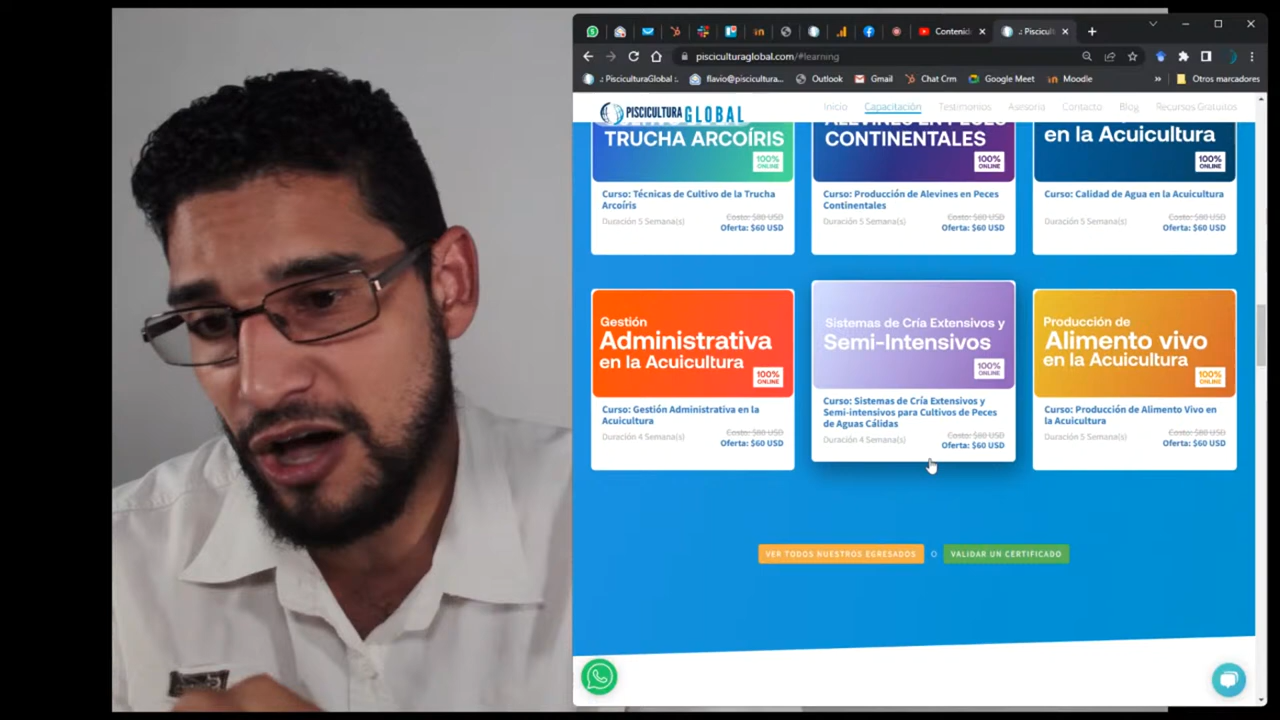 Contenid
.: Piscicult
pisciculturaglobal.com/#learning
.: PisciculturaGlobal :.
flavio@piscicultura...
Outlook
Gmail
Chat Crm
Google Meet
Moodle
»
Otros marcadores
PISCICULTURA GLOBAL
Inicio
Capacitación
Testimonios
Asesoría
Contacto
Blog
Recursos Gratuitos
TRUCHA ARCOÍRIS
100%
ONLINE
Curso: Técnicas de Cultivo de la Trucha
Arcoíris
Duración 5 Semana(s)
Costo: $80 USD
Oferta: $60 USD
ALEVINES EN PECES
CONTINENTALES
100%
ONLINE
Curso: Producción de Alevines en Peces
Continentales
Duración 5 Semana(s)
Costo: $80 USD
Oferta: $60 USD
en la Acuicultura
100%
ONLINE
Curso: Calidad de Agua en la Acuicultura
Duración 5 Semana(s)
Costo: $80 USD
Oferta: $60 USD
Gestión
Administrativa
en la Acuicultura
100%
ONLINE
Curso: Gestión Administrativa en la
Acuicultura
Duración 4 Semana(s)
Costo: $80 USD
Oferta: $60 USD
Sistemas de Cría Extensivos y
Semi-Intensivos
100%
ONLINE
Curso: Sistemas de Cría Extensivos y
Semi-intensivos para Cultivos de Peces
de Aguas Cálidas
Duración 4 Semana(s)
Costo: $80 USD
Oferta: $60 USD
Producción de
Alimento vivo
en la Acuicultura
100%
ONLINE
Curso: Producción de Alimento Vivo en
la Acuicultura
Duración 5 Semana(s)
Costo: $80 USD
Oferta: $60 USD
VER TODOS NUESTROS EGRESADOS
O
VALIDAR UN CERTIFICADO